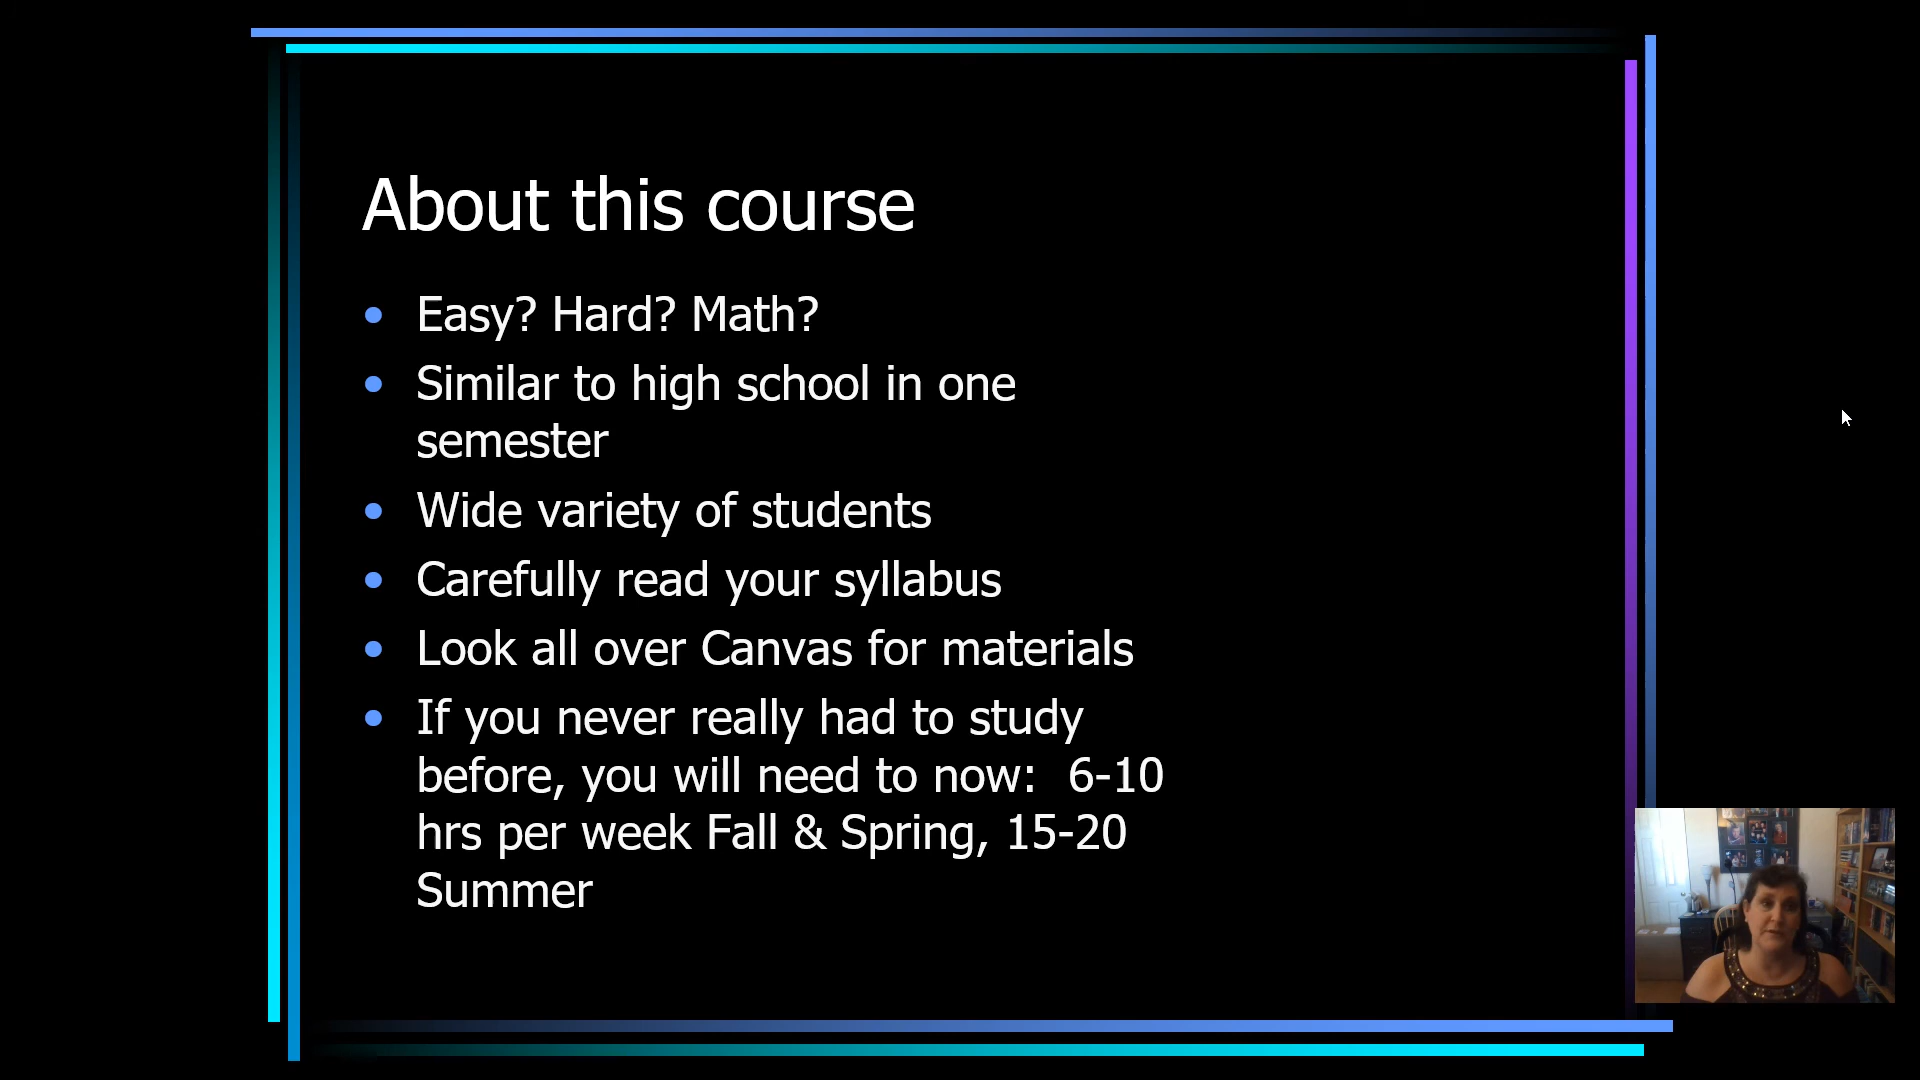 About this course
• Easy? Hard? Math?
• Similar to high school in one
semester
• Wide variety of students
• Carefully read your syllabus
• Look all over Canvas for materials
• If you never really had to study
before, you will need to now:  6-10
hrs per week Fall & Spring, 15-20
Summer